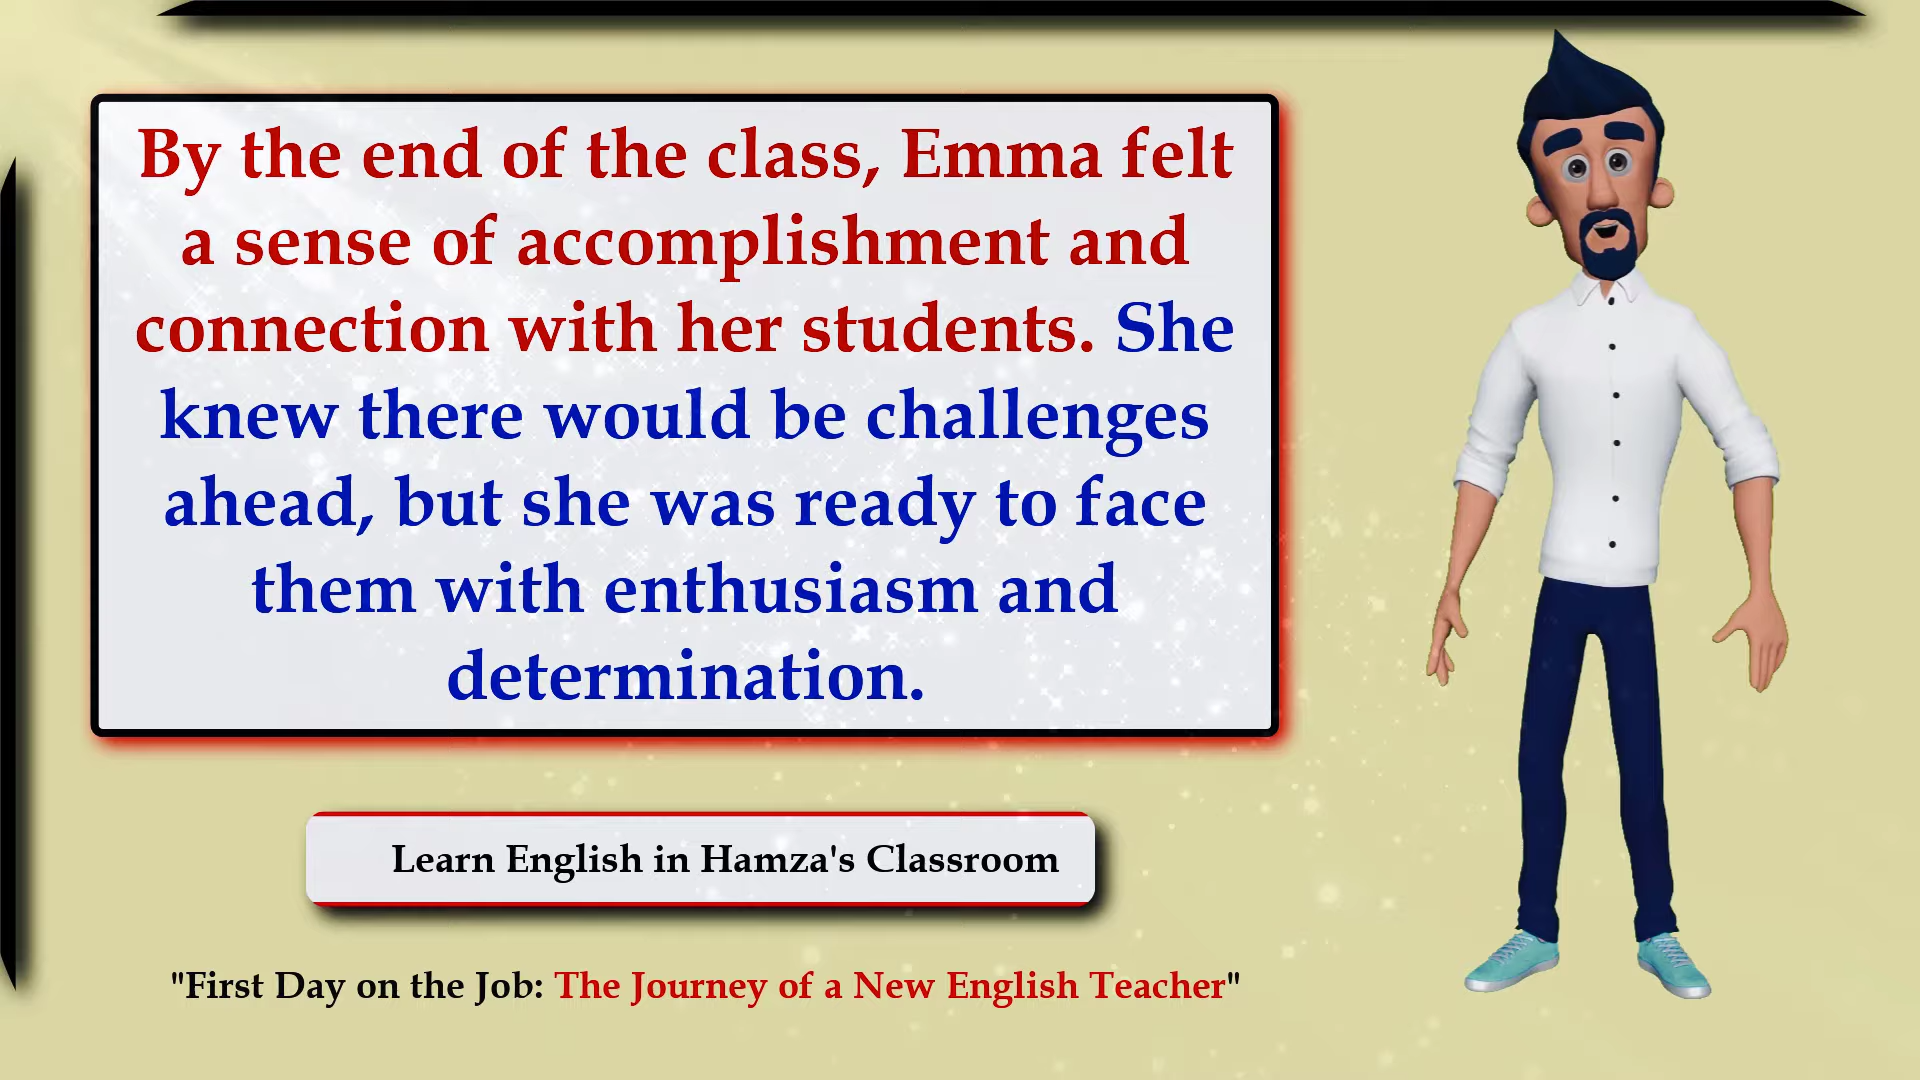 By the end of the class, Emma felt
a sense of accomplishment and
connection with her students. She
knew there would be challenges
ahead, but she was ready to face
them with enthusiasm and
determination.
Learn English in Hamza's Classroom
"First Day on the Job: The Journey of a New English Teacher"